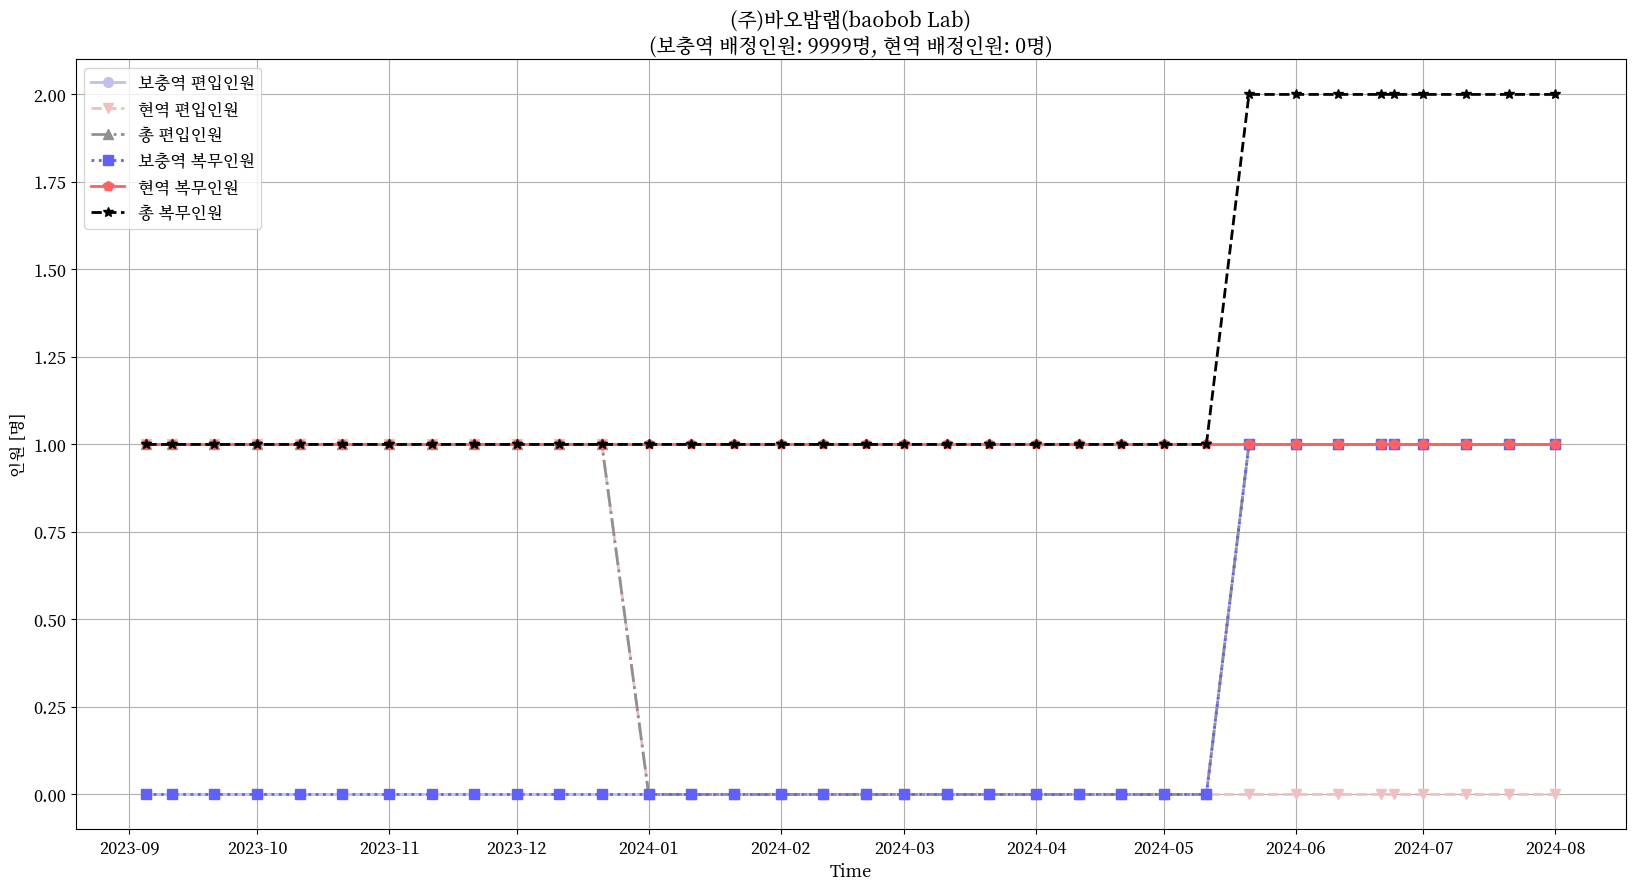 (주)바오밥랩(baobob Lab)
(보충역 배정인원: 9999명, 현역 배정인원: 0명)
보충역 편입인원
현역 편입인원
총 편입인원
보충역 복무인원
현역 복무인원
총 복무인원
2.00
1.75
1.50
1.25
1.00
0.75
0.50
0.25
0.00
인원 [명]
2023-09 2023-10 2023-11 2023-12 2024-01 2024-02 2024-03 2024-04 2024-05 2024-06 2024-07 2024-08
Time